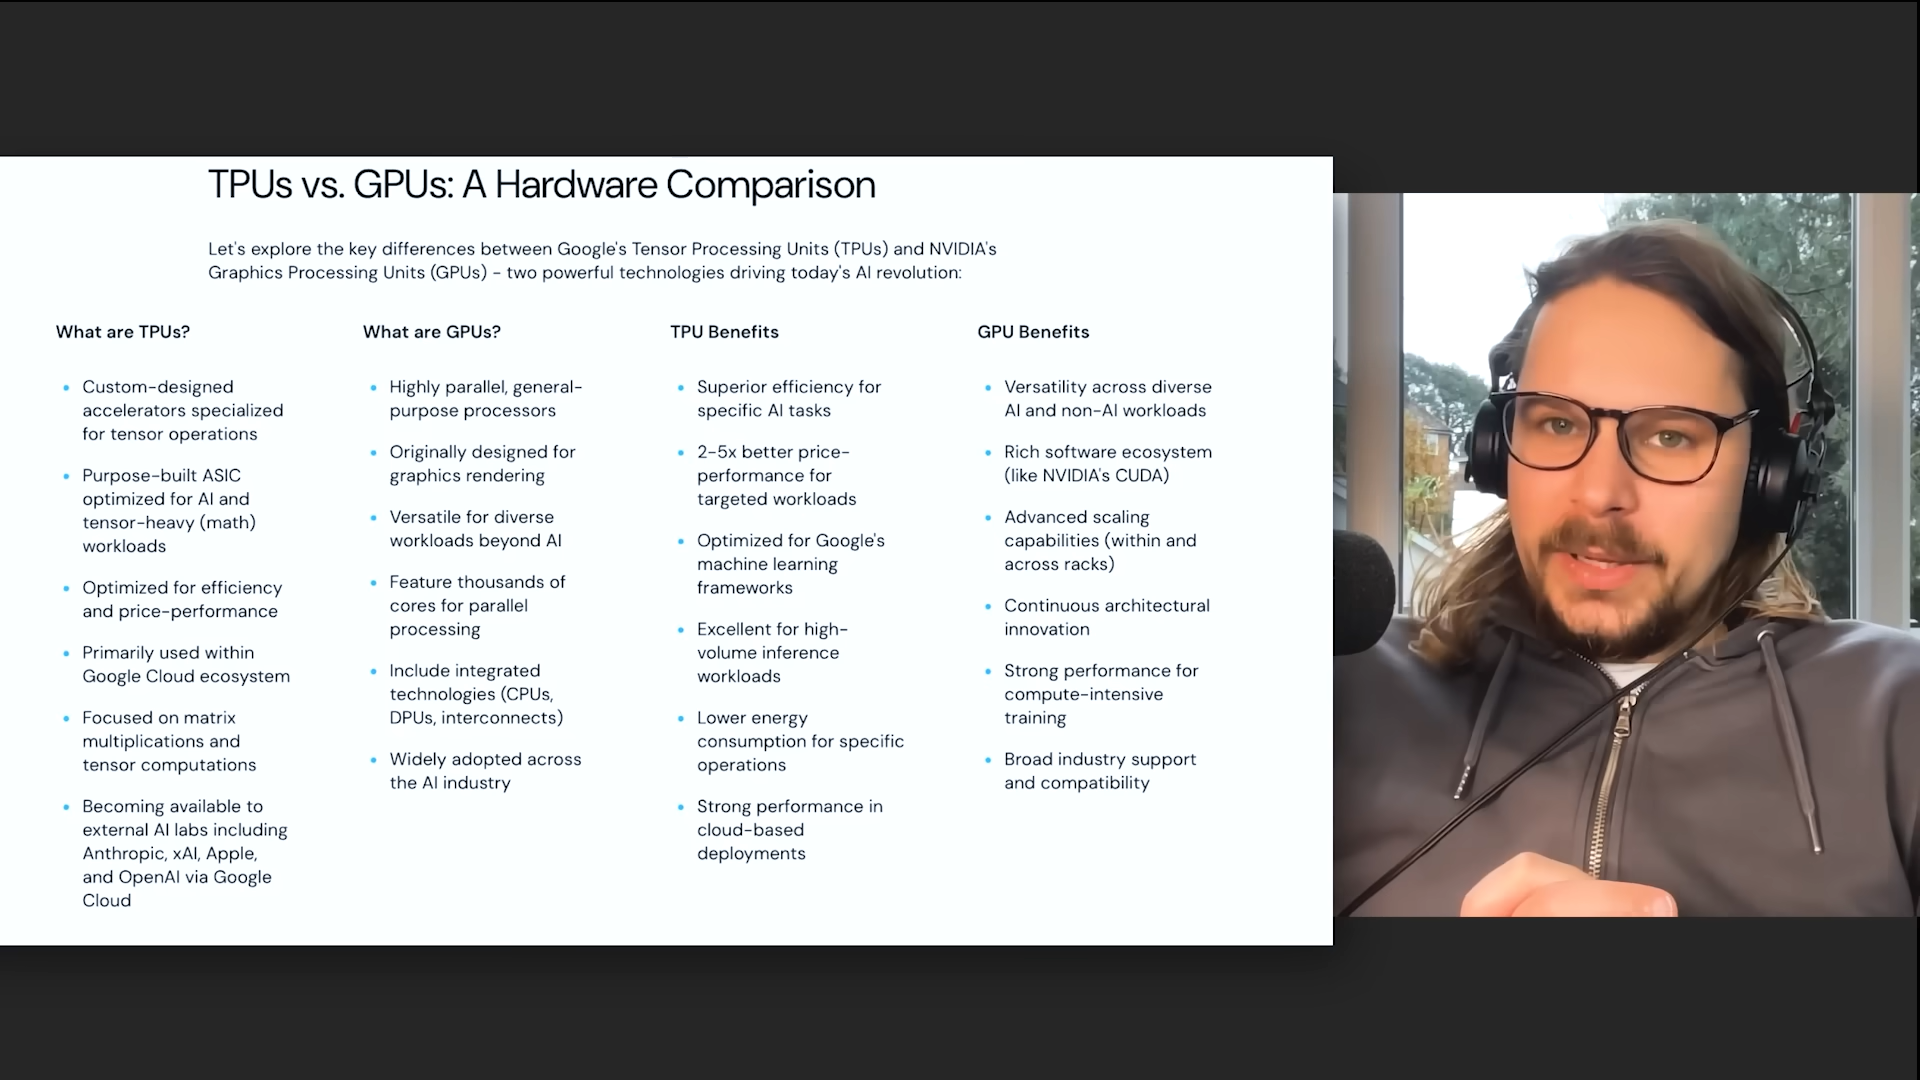 TPUs vs. GPUs: A Hardware Comparison
Let's explore the key differences between Google's Tensor Processing Units (TPUs) and NVIDIA's
Graphics Processing Units (GPUs) - two powerful technologies driving today's AI revolution:
What are TPUs?
Custom-designed
accelerators specialized
for tensor operations
Purpose-built ASIC
optimized for AI and
tensor-heavy (math)
workloads
Optimized for efficiency
and price-performance
Primarily used within
Google Cloud ecosystem
Focused on matrix
multiplications and
tensor computations
Becoming available to
external AI labs including
Anthropic, xAI, Apple,
and OpenAI via Google
Cloud
What are GPUs?
Highly parallel, general-
purpose processors
Originally designed for
graphics rendering
Versatile for diverse
workloads beyond AI
Feature thousands of
cores for parallel
processing
Include integrated
technologies (CPUs,
DPUs, interconnects)
Widely adopted across
the AI industry
TPU Benefits
Superior efficiency for
specific AI tasks
2-5x better price-
performance for
targeted workloads
Optimized for Google's
machine learning
frameworks
Excellent for high-
volume inference
workloads
Lower energy
consumption for specific
operations
Strong performance in
cloud-based
deployments
GPU Benefits
Versatility across diverse
AI and non-AI workloads
Rich software ecosystem
(like NVIDIA's CUDA)
Advanced scaling
capabilities (within and
across racks)
Continuous architectural
innovation
Strong performance for
compute-intensive
training
Broad industry support
and compatibility